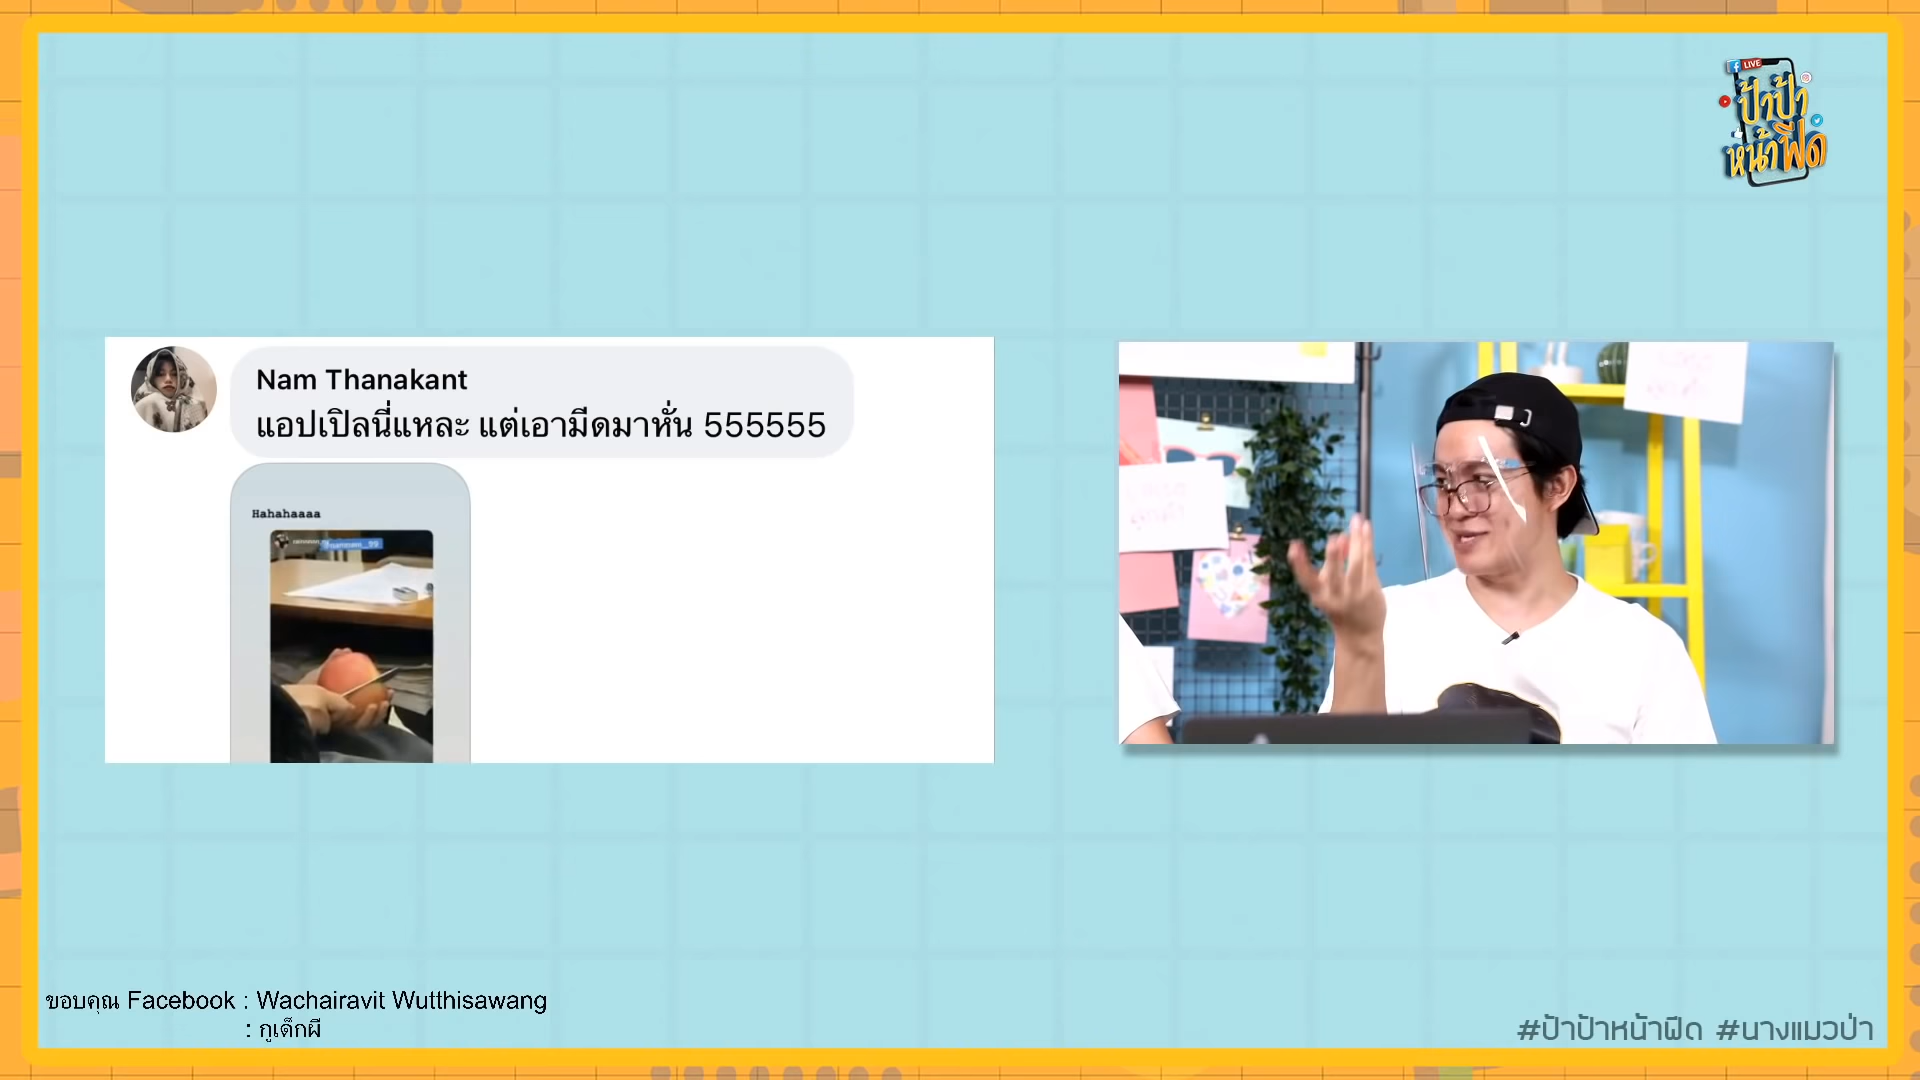 LIVE
ป้าป้า
หน้าฟีด
Nam Thanakant
แอปเปิลนี่แหละ แต่เอามีดมาหั่น 555555
Hahahaaaa
ขอบคุณ Facebook : Wachairavit Wutthisawang
: กูเด็กผี
#ป้าป้าหน้าฟีด #นางแมวป่า